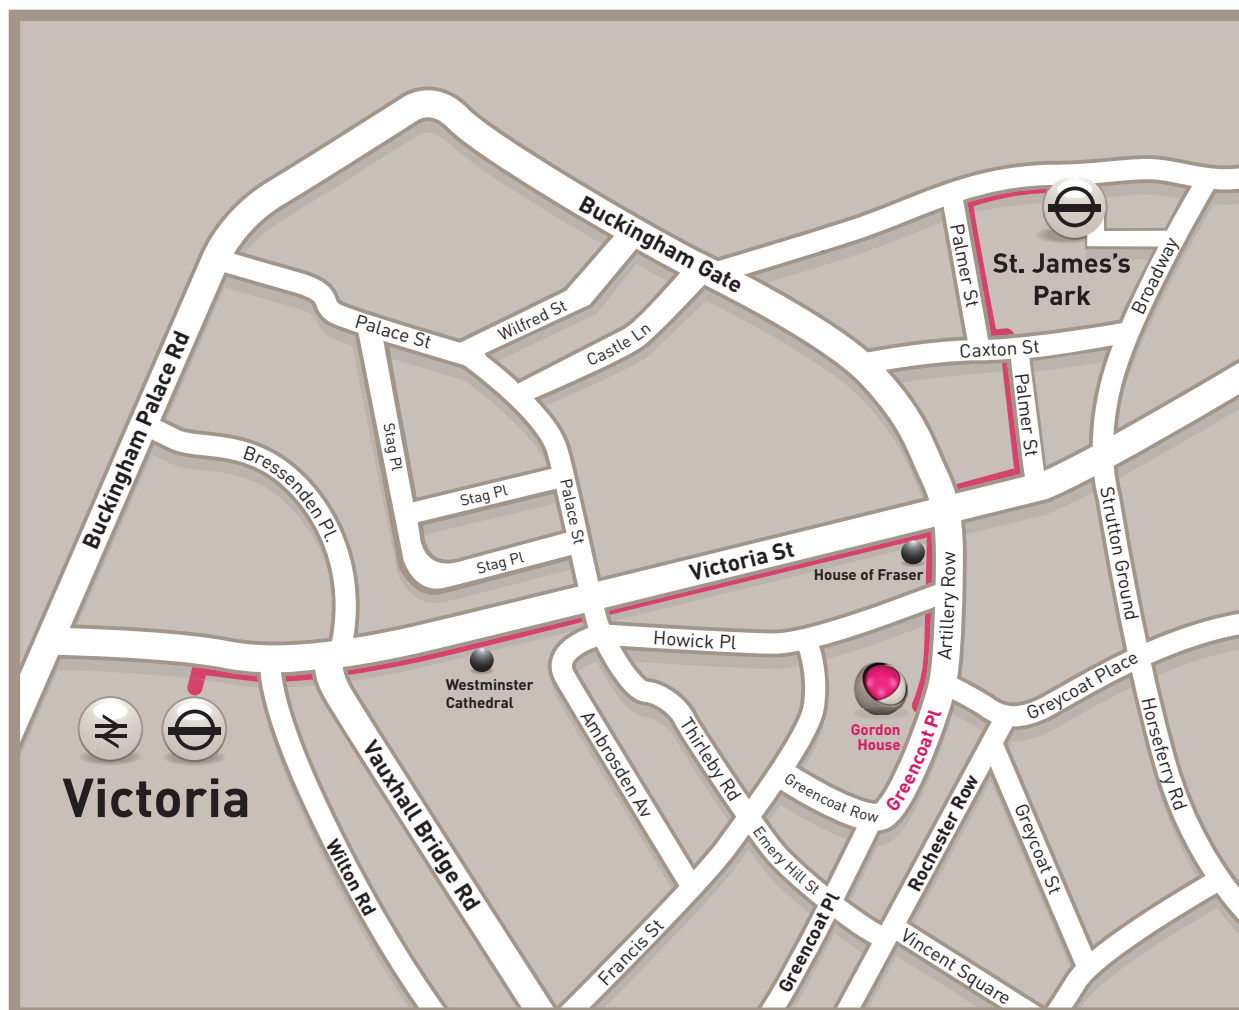 Buckingham Gate
Palmer St
St. James's
Park
Broadway
Wilfred St
Palace St
Castle Ln
Caxton St
Buckingham Palace Rd
Palmer St
Stag Pl
Bressenden Pl.
Stag Pl
Palace St
Strutton Ground
Stag Pl
Victoria St
House of Fraser
Artillery Row
Howick Pl
Westminster
Cathedral
Greycoat Place
Gordon
House
Greencoat Pl
Horseferry Rd
Ambrosden Av
Thirleby Rd
Victoria
Vauxhall Bridge Rd
Greencoat Row
Rochester Row
Greycoat St
Emery Hill St
Wilton Rd
Greencoat Pl
Francis St
Vincent Square